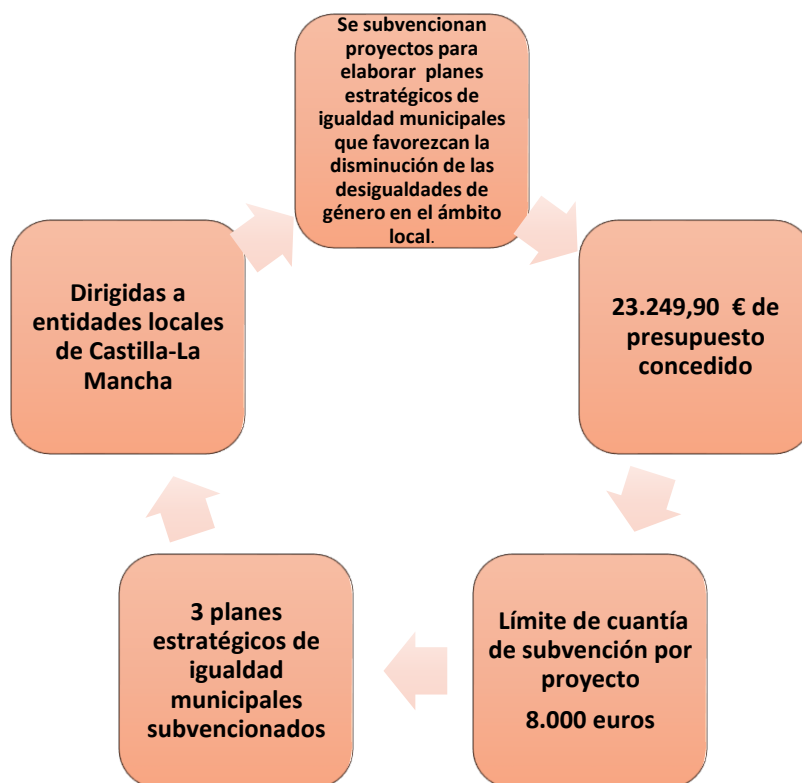 Se subvencionan
proyectos para
elaborar planes
estratégicos de
igualdad municipales
que favorezcan la
disminución de las
desigualdades de
género en el ámbito
local.
23.249,90 € de
presupuesto
concedido
Límite de cuantía
de subvención por
proyecto
8.000 euros
3 planes
estratégicos de
igualdad
municipales
subvencionados
Dirigidas a
entidades locales
de Castilla-La
Mancha